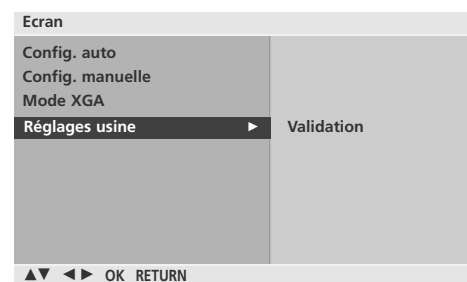 Ecran
Config. auto
Config. manuelle
Mode XGA
Réglages usine ► Validation
▲▼ ◄► OK RETURN